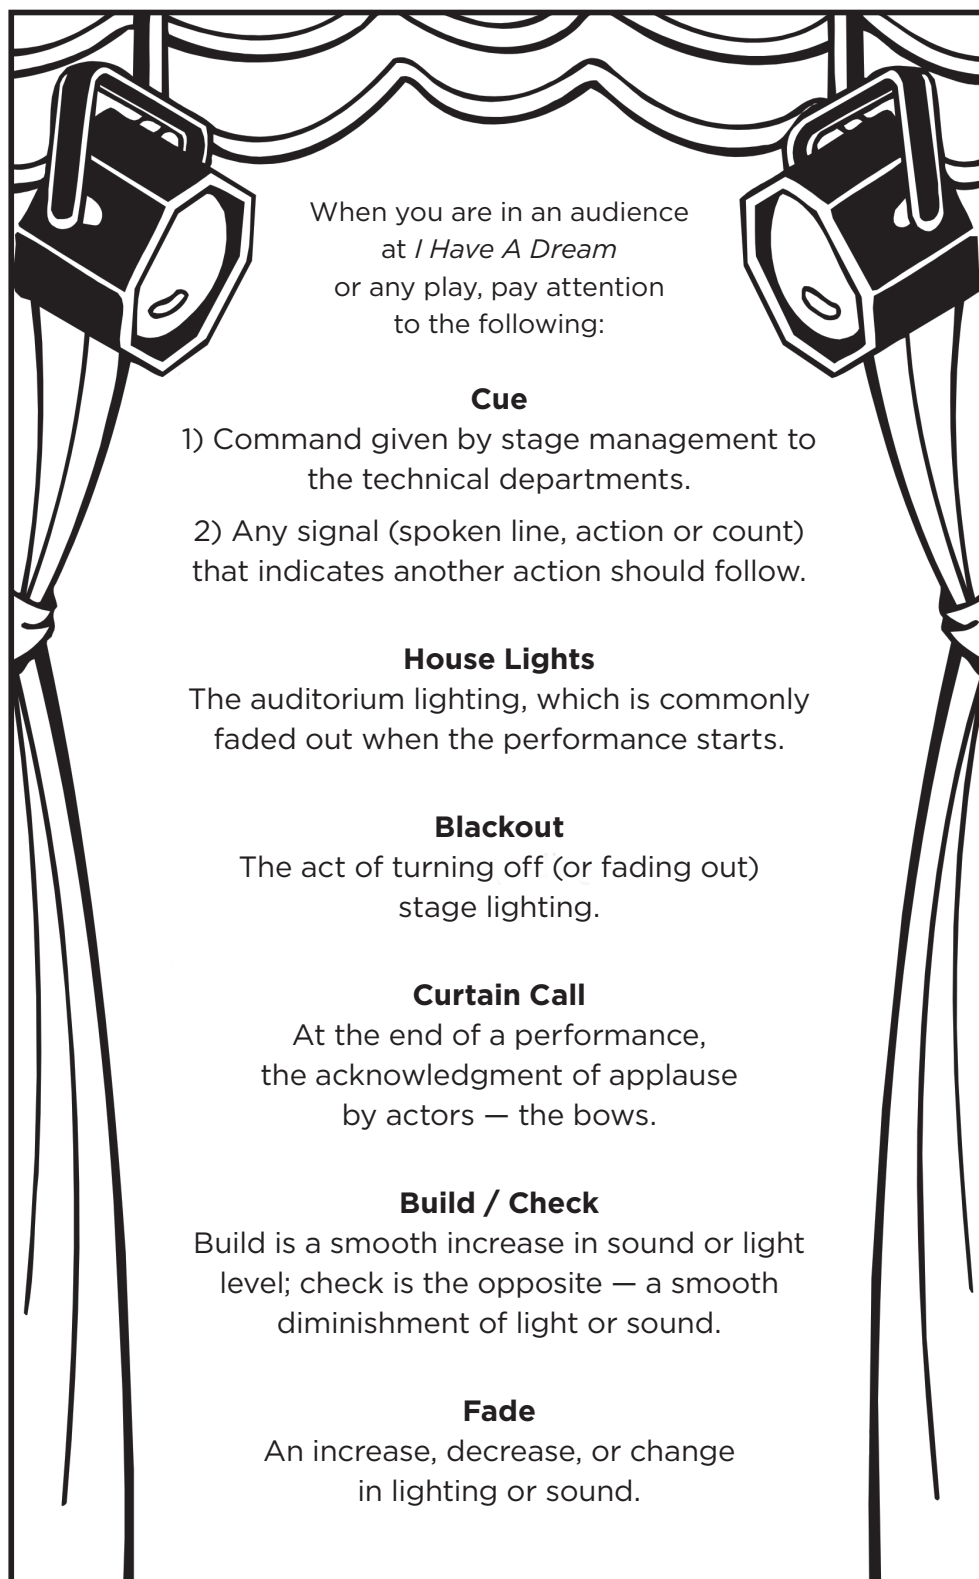 When you are in an audience
at I Have A Dream
or any play, pay attention
to the following:
Cue
1) Command given by stage management to
the technical departments.
2) Any signal (spoken line, action or count)
that indicates another action should follow.
House Lights
The auditorium lighting, which is commonly
faded out when the performance starts.
Blackout
The act of turning off (or fading out)
stage lighting.
Curtain Call
At the end of a performance,
the acknowledgment of applause
by actors — the bows.
Build / Check
Build is a smooth increase in sound or light
level; check is the opposite — a smooth
diminishment of light or sound.
Fade
An increase, decrease, or change
in lighting or sound.